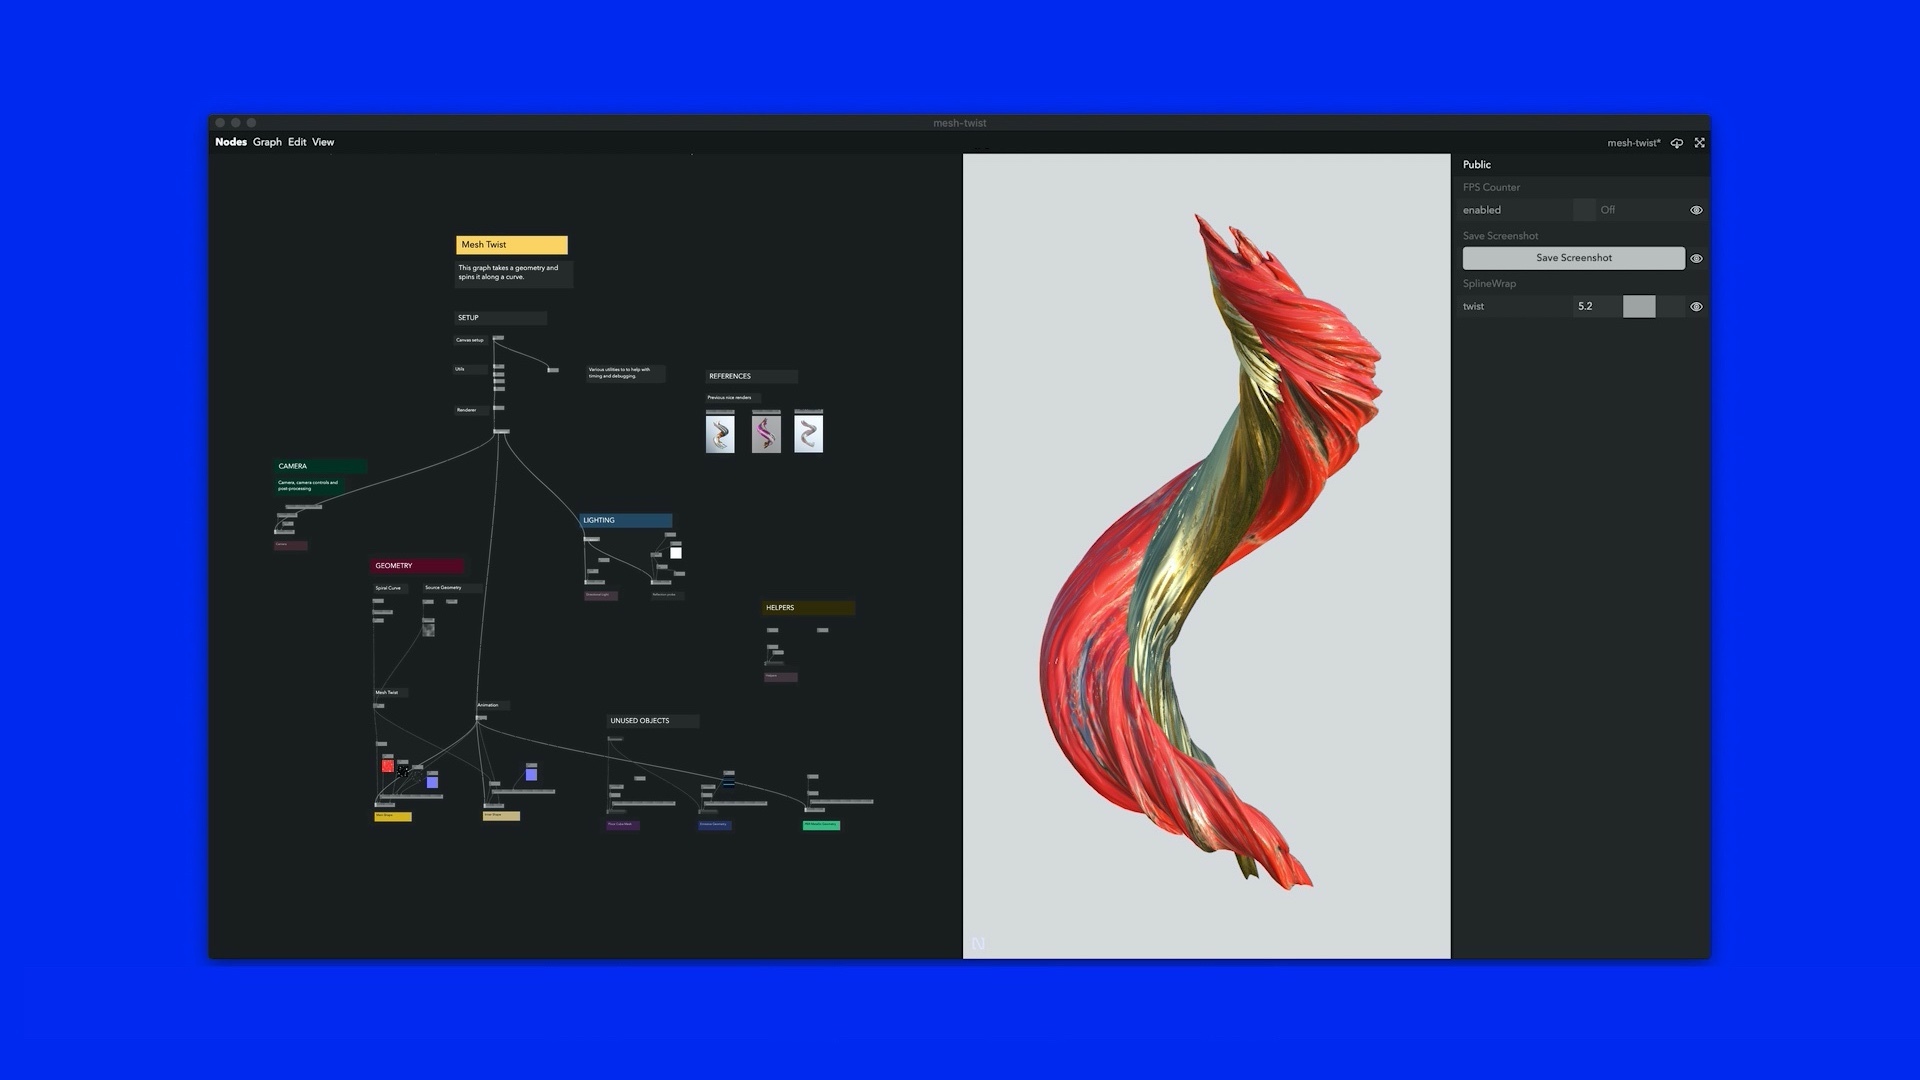 mesh-twist
Nodes Graph Edit View
mesh-twist*
Mesh Twist
This graph takes a geometry and
spins it along a curve.
SETUP
Canvas setup
Utils
Various utilities to to help with
timing and debugging.
Renderer
REFERENCES
Previous nice renders
CAMERA
Camera, camera controls and
post-processing
LIGHTING
GEOMETRY
Spiral Curve
Source Geometry
HELPERS
Mesh Twist
Animation
UNUSED OBJECTS
N
Public
FPS Counter
enabled Off
Save Screenshot
Save Screenshot
SplineWrap
twist 5.2